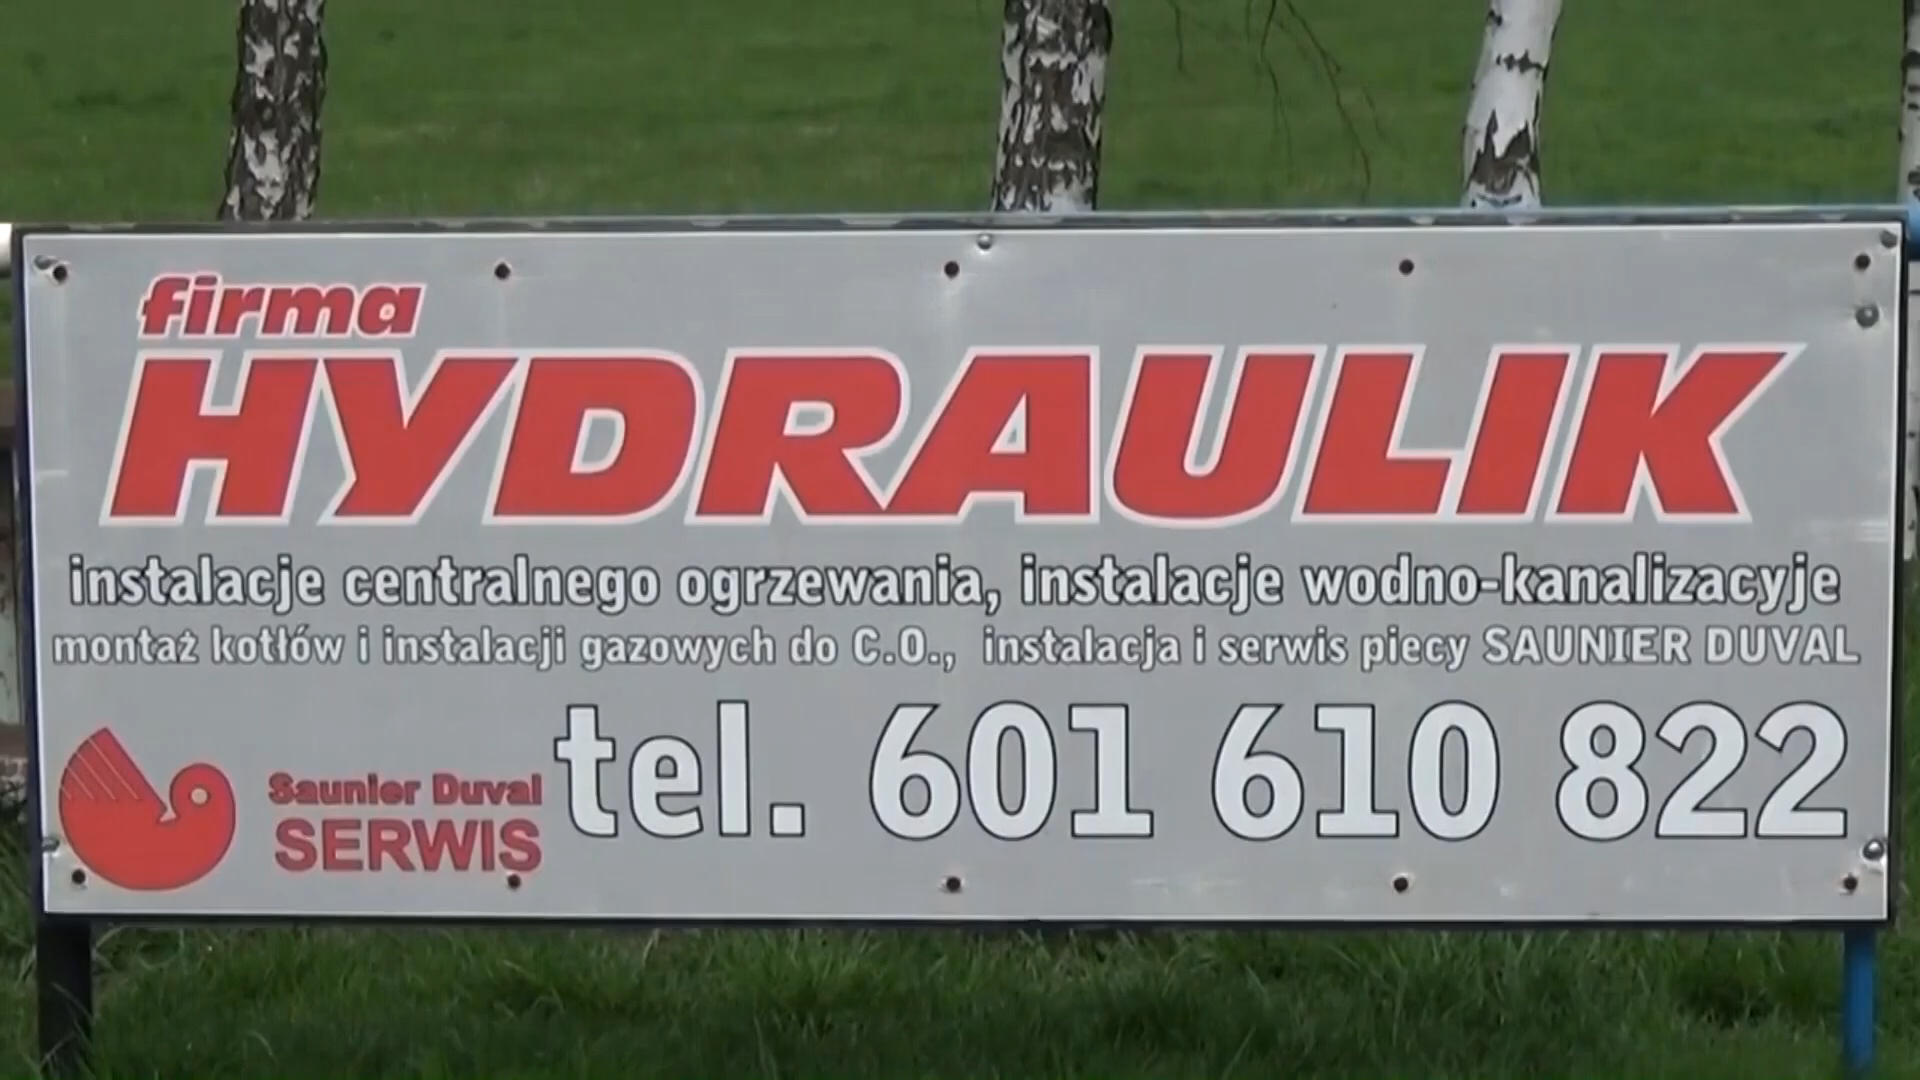 firma
HYDRAULIK
instalacje centralnego ogrzewania, instalacje wodno-kanalizacyje
montaż kotłów i instalacji gazowych do C.O., instalacja i serwis piecy SAUNIER DUVAL
tel. 601 610 822
Saunier Duval
SERWIS